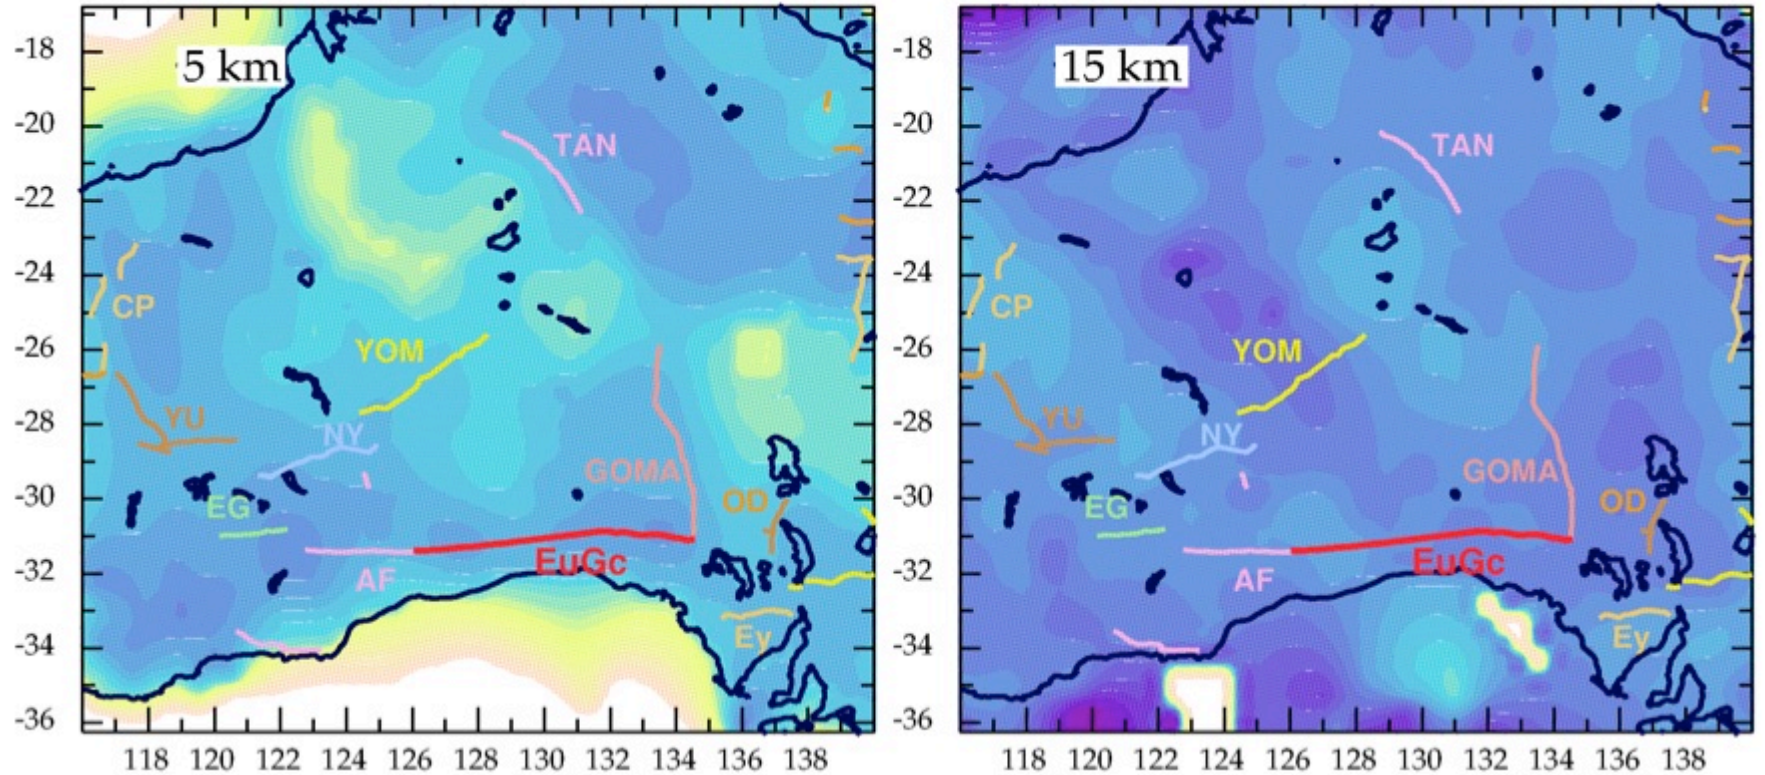 5 km
15 km
-18
-20
-22
-24
-26
-28
-30
-32
-34
-36
TAN
CP
YOM
YU
NY
GOMA
EG
OD
EuGc
AF
Ey
118 120 122 124 126 128 130 132 134 136 138
-18
-20
-22
-24
-26
-28
-30
-32
-34
-36
TAN
CP
YOM
YU
NY
GOMA
EG
OD
EuGc
AF
Ey
118 120 122 124 126 128 130 132 134 136 138